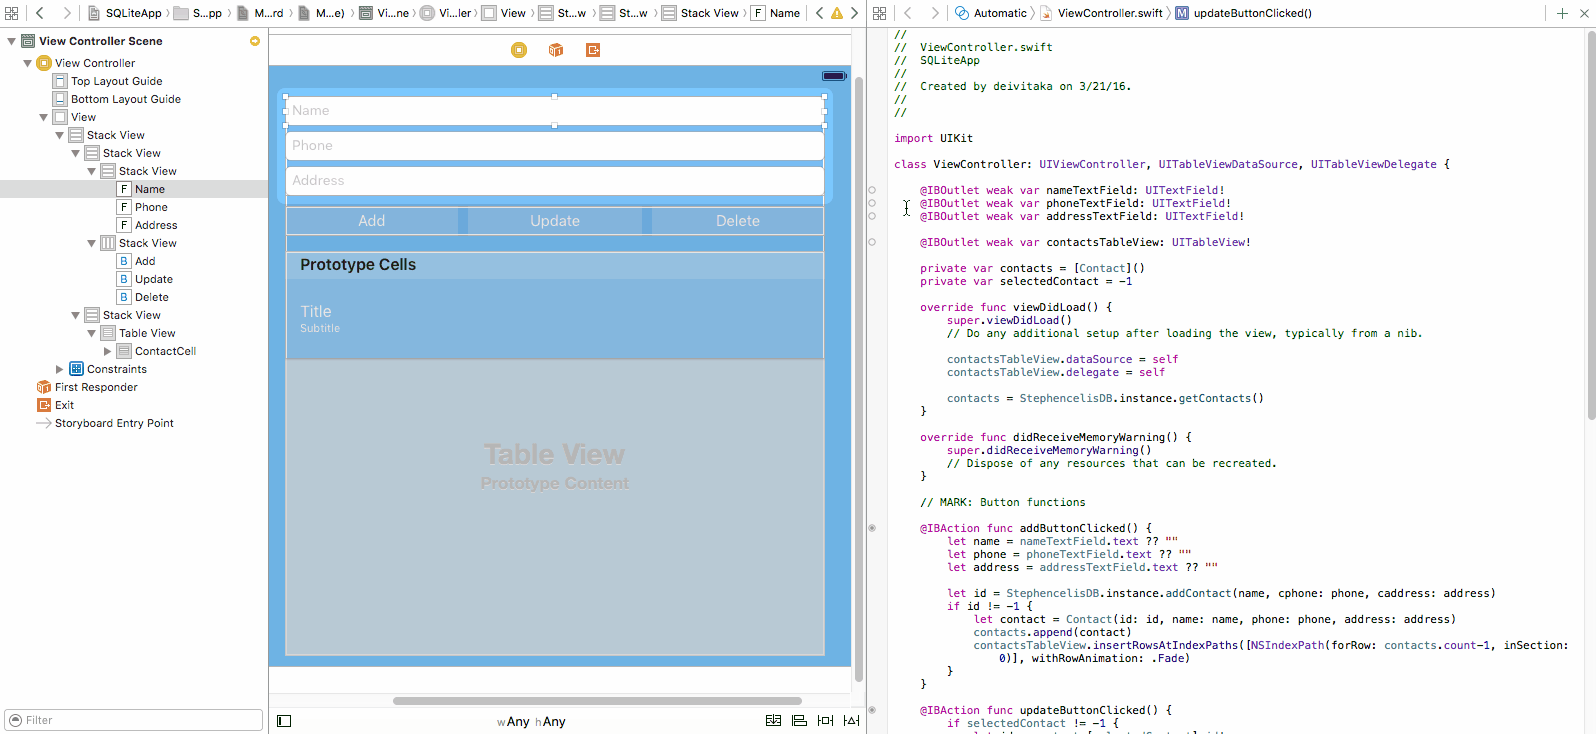 SQLiteApp
S...pp
M...rd
M...e)
Vi...ne
Vi...ler
View
St...w
St...w
Stack View
F Name
Automatic
ViewController.swift
M updateButtonClicked()
View Controller Scene
View Controller
Top Layout Guide
Bottom Layout Guide
View
Stack View
Stack View
Stack View
F Name
F Phone
F Address
Stack View
B Add
B Update
B Delete
Stack View
Table View
ContactCell
Constraints
First Responder
Exit
Storyboard Entry Point
Filter
Name
Phone
Address
Add Update Delete
Prototype Cells
Title
Subtitle
Table View
Prototype Content
wAny hAny
//
// ViewController.swift
// SQLiteApp
//
// Created by deivitaka on 3/21/16.
//
//
import UIKit
class ViewController: UIViewController, UITableViewDataSource, UITableViewDelegate {
@IBOutlet weak var nameTextField: UITextField!
@IBOutlet weak var phoneTextField: UITextField!
@IBOutlet weak var addressTextField: UITextField!
@IBOutlet weak var contactsTableView: UITableView!
private var contacts = [Contact]()
private var selectedContact = -1
override func viewDidLoad() {
super.viewDidLoad()
// Do any additional setup after loading the view, typically from a nib.
contactsTableView.dataSource = self
contactsTableView.delegate = self
contacts = StephencelisDB.instance.getContacts()
}
override func didReceiveMemoryWarning() {
super.didReceiveMemoryWarning()
// Dispose of any resources that can be recreated.
}
// MARK: Button functions
@IBAction func addButtonClicked() {
let name = nameTextField.text ?? ""
let phone = phoneTextField.text ?? ""
let address = addressTextField.text ?? ""
let id = StephencelisDB.instance.addContact(name, cphone: phone, caddress: address)
if id != -1 {
let contact = Contact(id: id, name: name, phone: phone, address: address)
contacts.append(contact)
contactsTableView.insertRowsAtIndexPaths([NSIndexPath(forRow: contacts.count-1, inSection:
0)], withRowAnimation: .Fade)
}
}
@IBAction func updateButtonClicked() {
if selectedContact != -1 {